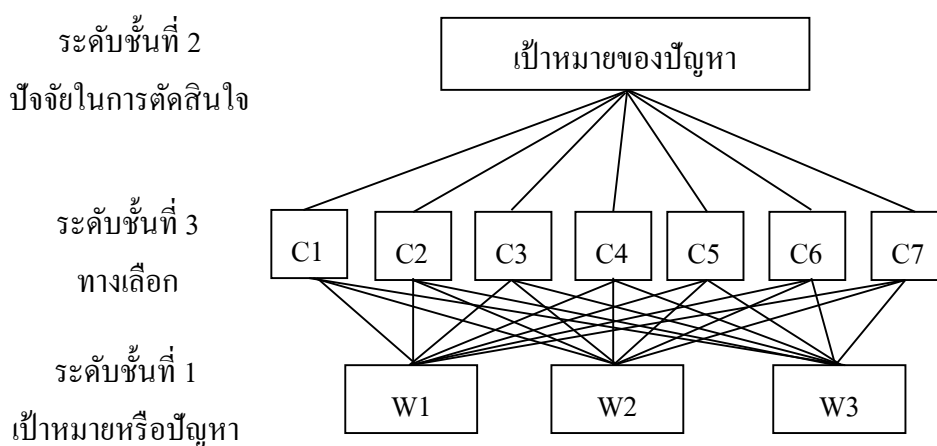 ระดับชั้นที่ 2
ปัจจัยในการตัดสินใจ
เป้าหมายของปัญหา
ระดับชั้นที่ 3
ทางเลือก
C1 C2 C3 C4 C5 C6 C7
ระดับชั้นที่ 1
เป้าหมายหรือปัญหา
W1 W2 W3